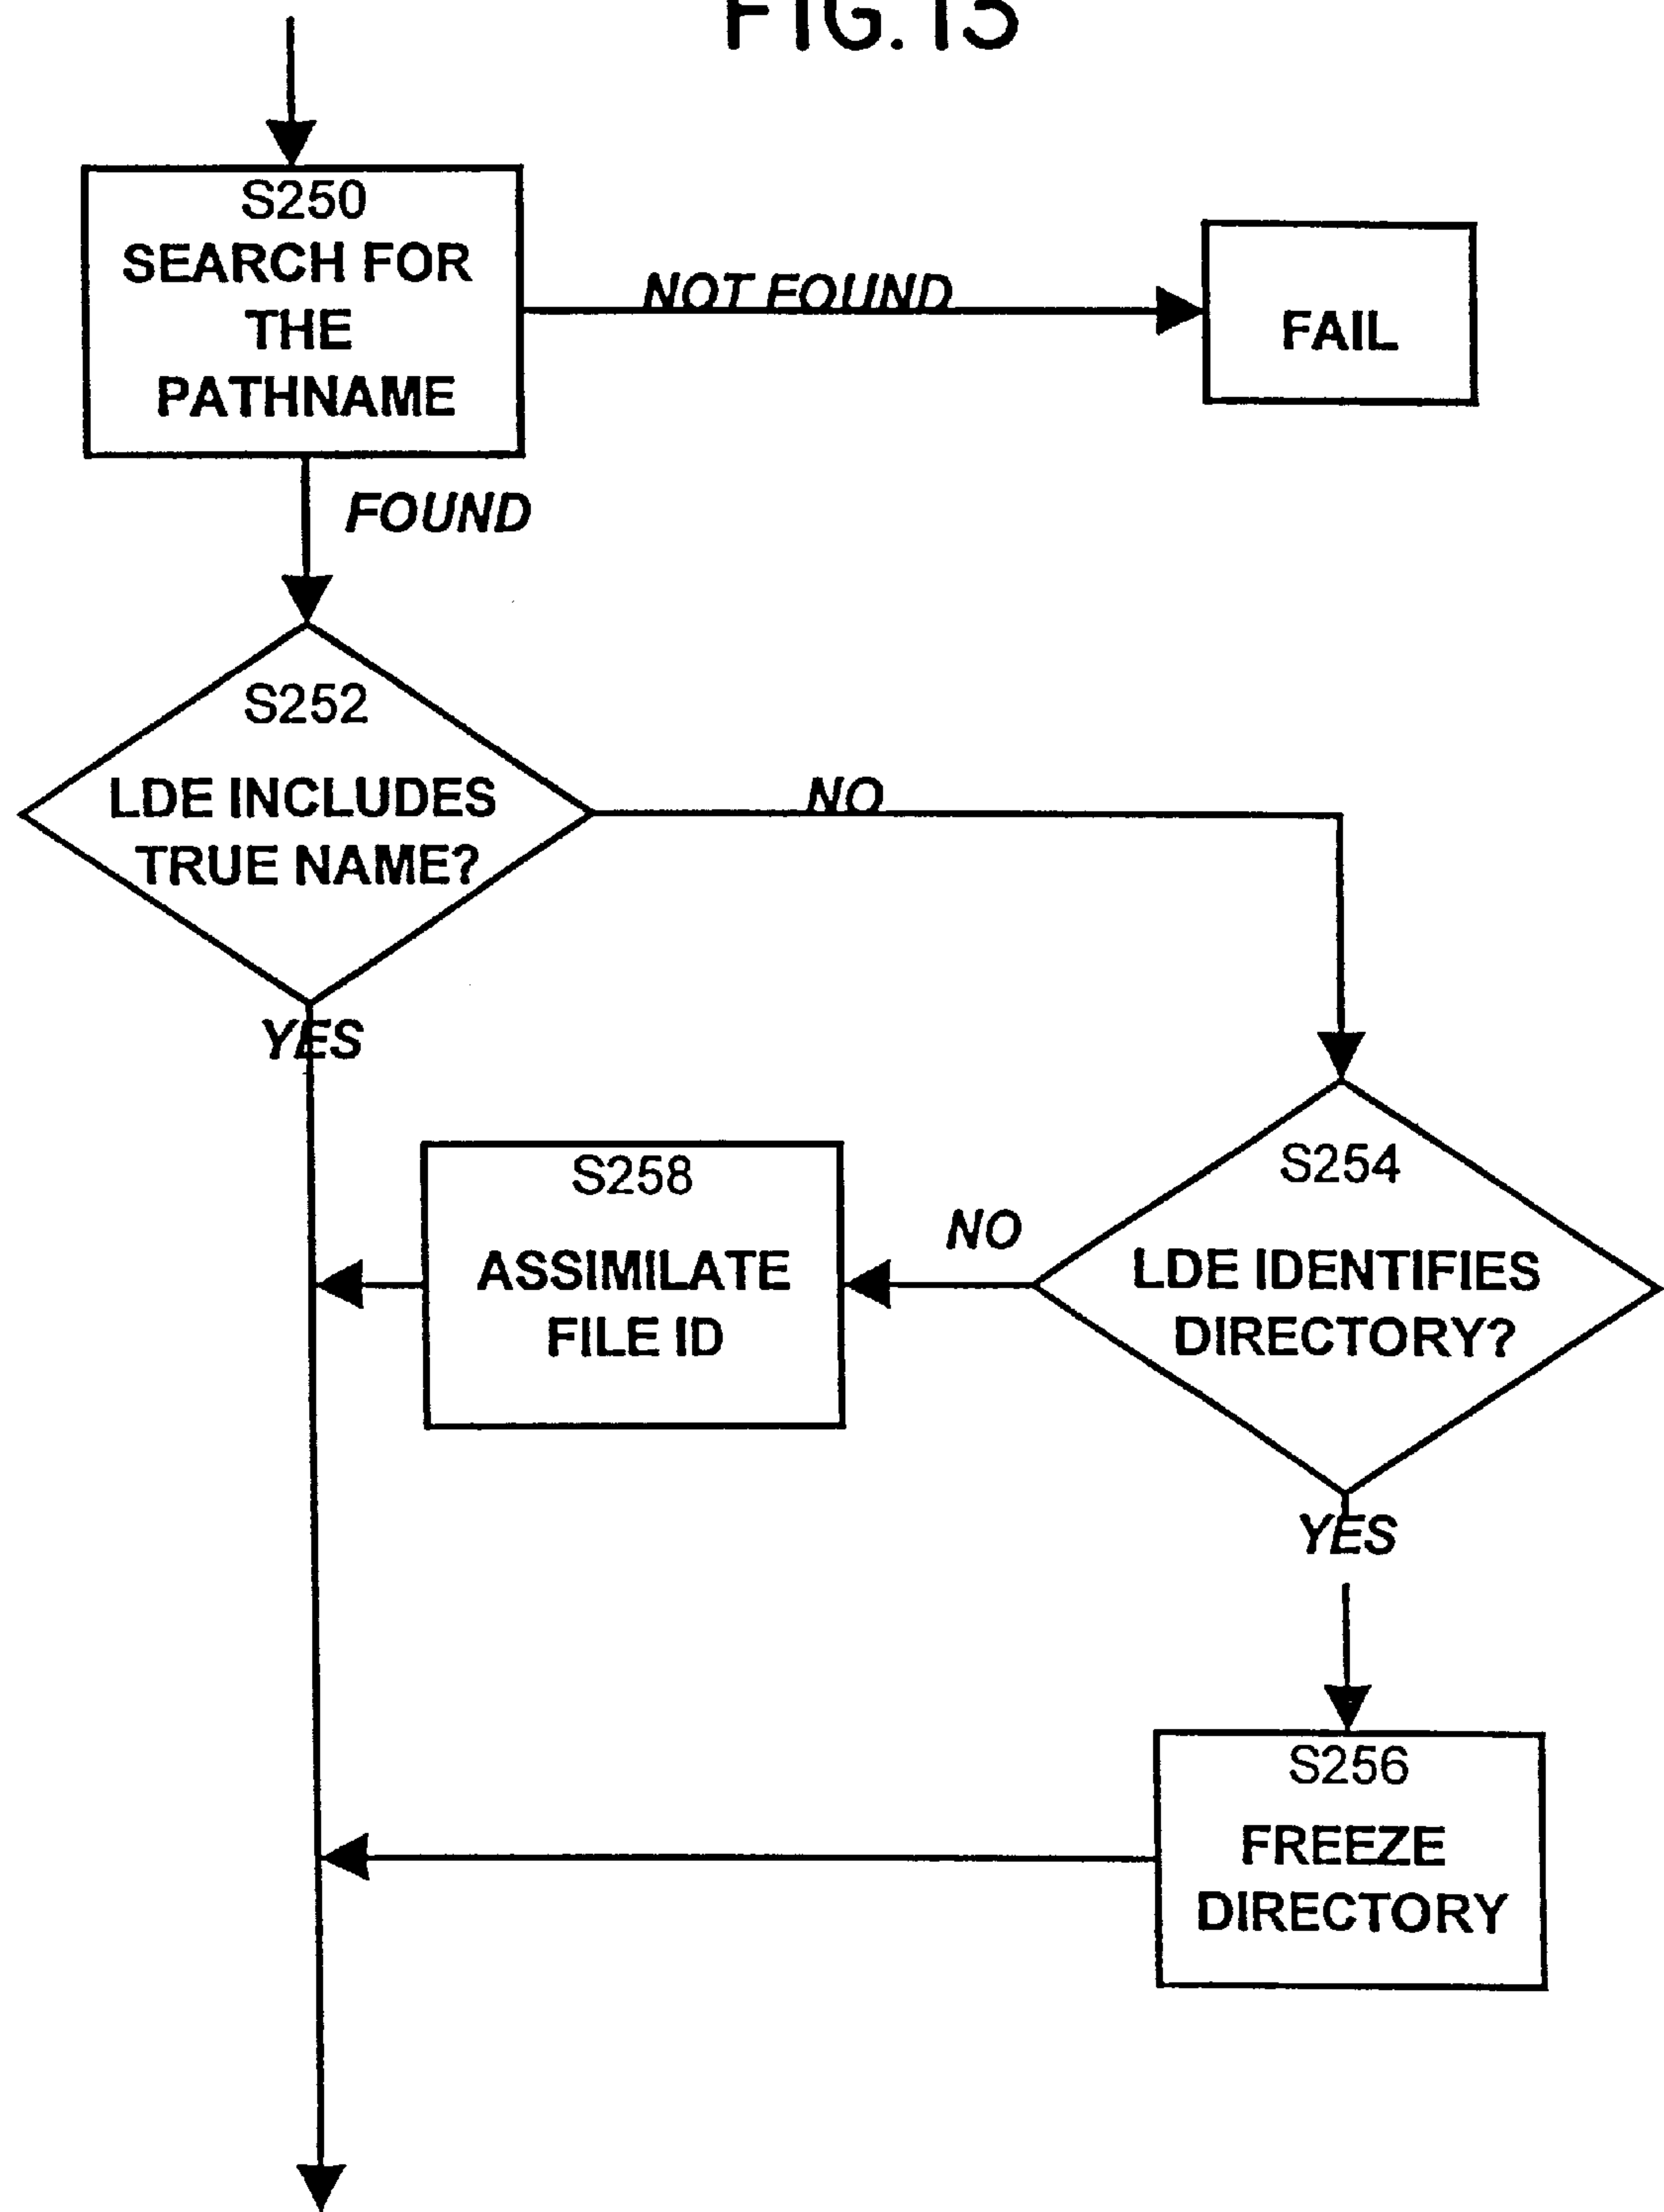 FIG. 15
S250
SEARCH FOR
THE
PATHNAME
NOT FOUND
FAIL
FOUND
S252
LDE INCLUDES
TRUE NAME?
NO
YES
S254
LDE IDENTIFIES
DIRECTORY?
NO
S258
ASSIMILATE
FILE ID
YES
S256
FREEZE
DIRECTORY